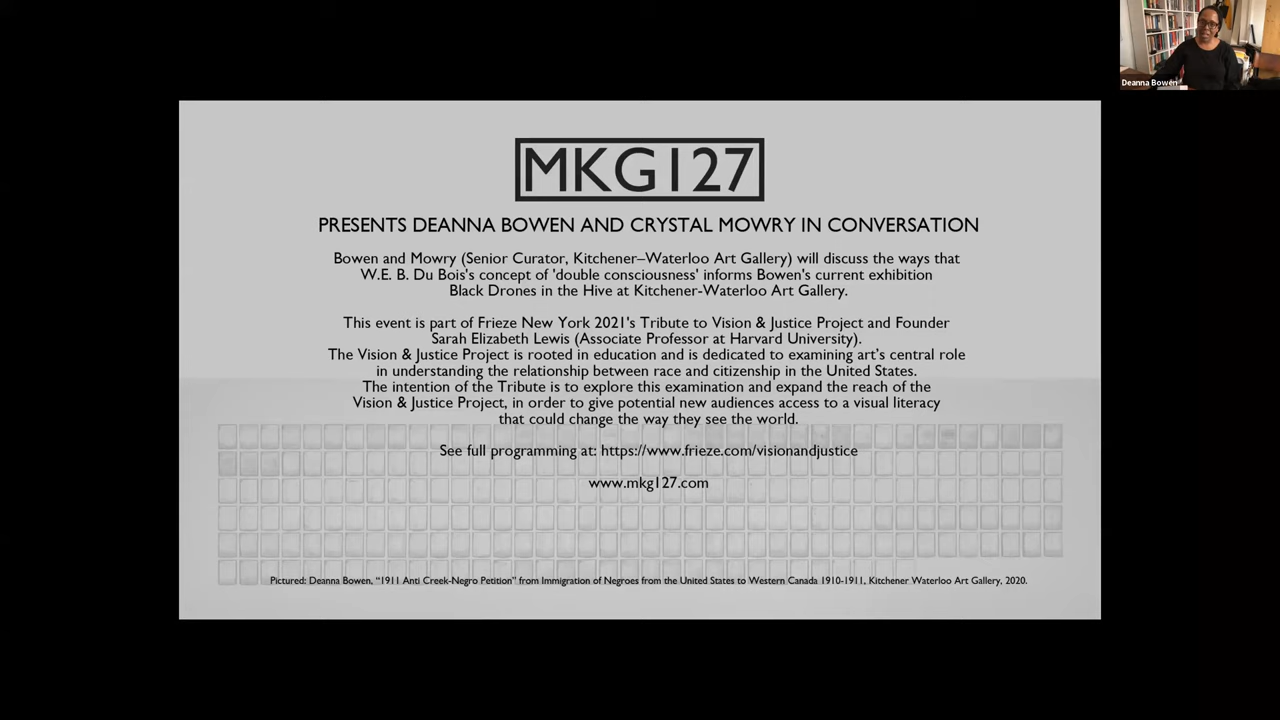 MKG127
PRESENTS DEANNA BOWEN AND CRYSTAL MOWRY IN CONVERSATION
Bowen and Mowry (Senior Curator, Kitchener–Waterloo Art Gallery) will discuss the ways that
W.E. B. Du Bois's concept of 'double consciousness' informs Bowen's current exhibition
Black Drones in the Hive at Kitchener-Waterloo Art Gallery.
This event is part of Frieze New York 2021's Tribute to Vision & Justice Project and Founder
Sarah Elizabeth Lewis (Associate Professor at Harvard University).
The Vision & Justice Project is rooted in education and is dedicated to examining art's central role
in understanding the relationship between race and citizenship in the United States.
The intention of the Tribute is to explore this examination and expand the reach of the
Vision & Justice Project, in order to give potential new audiences access to a visual literacy
that could change the way they see the world.
See full programming at: https://www.frieze.com/visionandjustice
www.mkg127.com
Pictured: Deanna Bowen, “1911 Anti Creek-Negro Petition” from Immigration of Negroes from the United States to Western Canada 1910-1911, Kitchener Waterloo Art Gallery, 2020.
Deanna Bowen